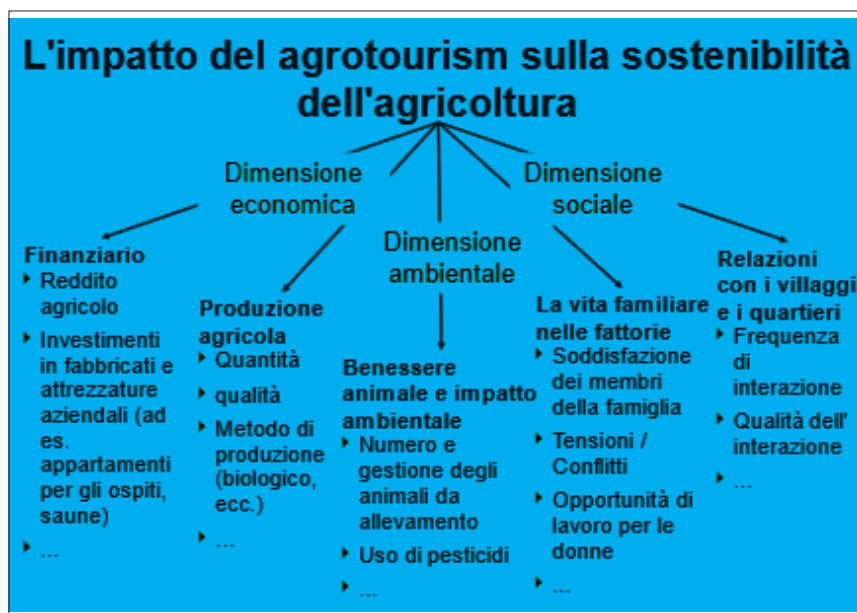 L'impatto del agrotourism sulla sostenibilità
dell'agricoltura
Dimensione
economica
Dimensione
ambientale
Dimensione
sociale
Finanziario
Reddito
agricolo
Investimenti
in fabbricati e
attrezzature
aziendali (ad
es.
appartamenti
per gli ospiti,
saune)
...
Produzione
agricola
Quantità
qualità
Metodo di
produzione
(biologico,
ecc.)
...
Benessere
animale e impatto
ambientale
Numero e
gestione degli
animali da
allevamento
Uso di pesticidi
...
La vita familiare
nelle fattorie
Soddisfazione
dei membri
della famiglia
Tensioni /
Conflitti
Opportunità di
lavoro per le
donne
...
Relazioni
con i villaggi
e i quartieri
Frequenza
di
interazione
Qualità dell'
interazione
...